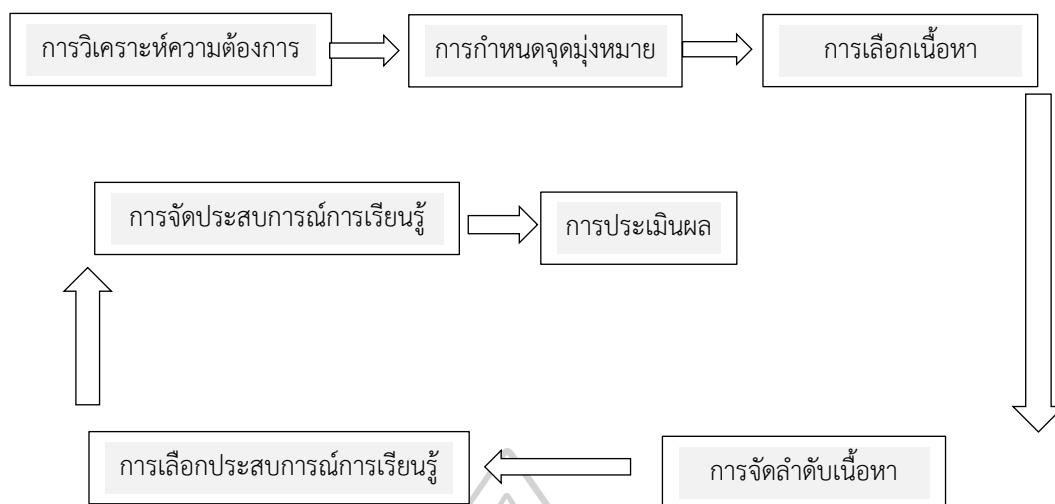 การวิเคราะห์ความต้องการ
การกำหนดจุดมุ่งหมาย
การเลือกเนื้อหา
การจัดลำดับเนื้อหา
การเลือกประสบการณ์การเรียนรู้
การจัดประสบการณ์การเรียนรู้
การประเมินผล